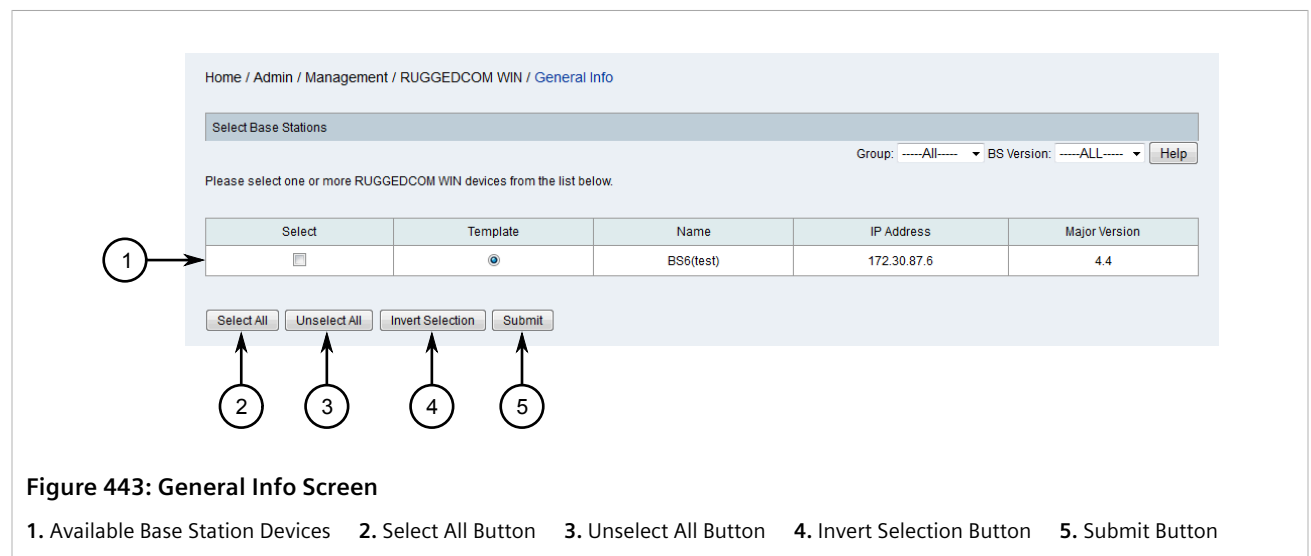 Home / Admin / Management / RUGGEDCOM WIN / General Info
Select Base Stations
Group: -----All----- BS Version: -----ALL----- Help
Please select one or more RUGGEDCOM WIN devices from the list below.
Select Template Name IP Address Major Version
1 BS6(test) 172.30.87.6 4.4
Select All Unselect All Invert Selection Submit
2 3 4 5
Figure 443: General Info Screen
1. Available Base Station Devices 2. Select All Button 3. Unselect All Button 4. Invert Selection Button 5. Submit Button